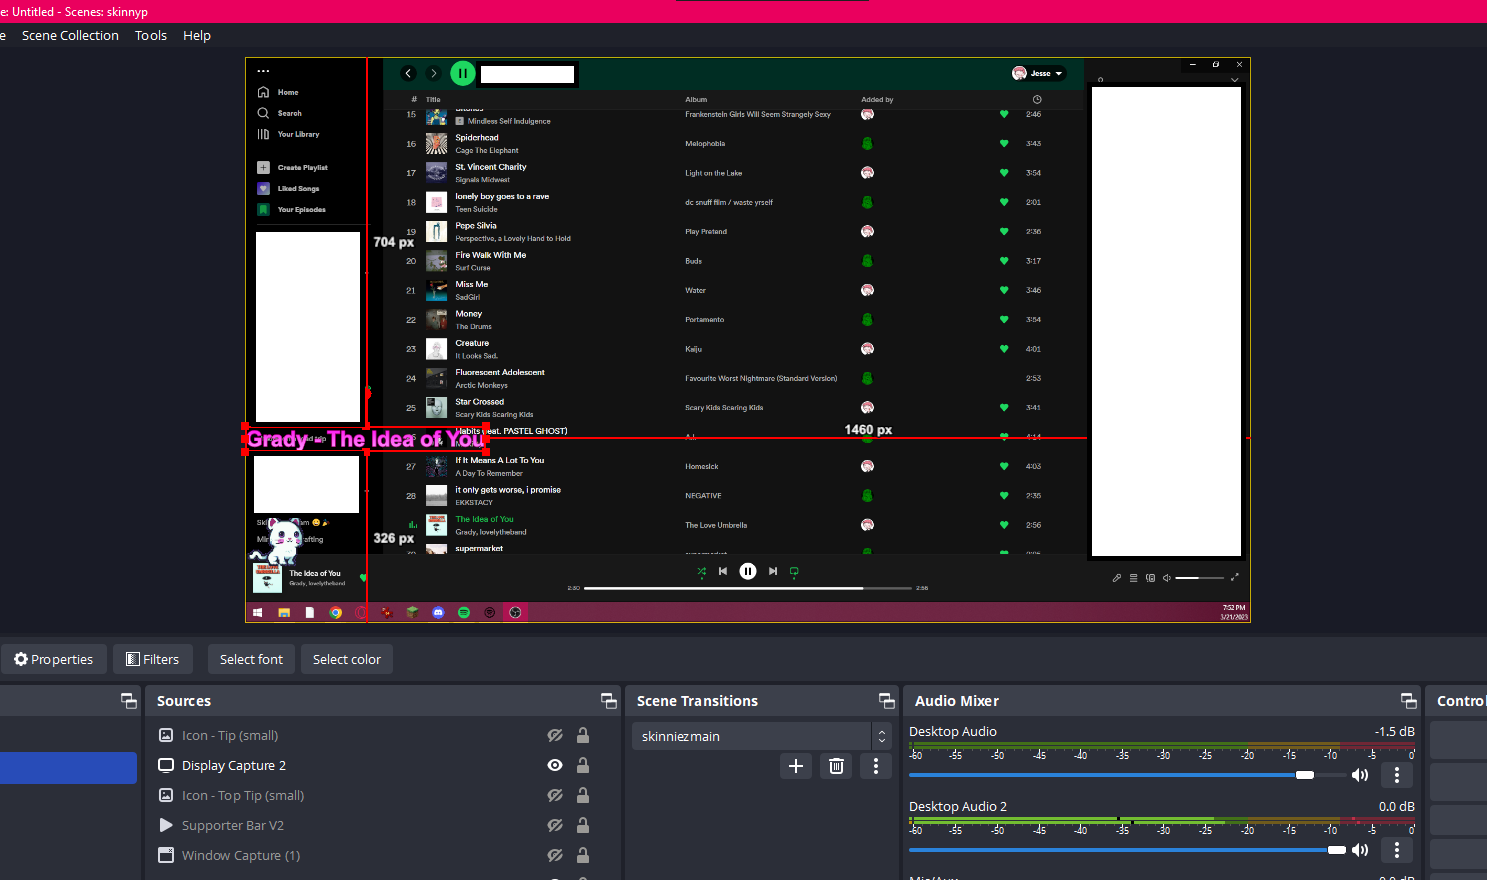 e: Untitled - Scenes: skinnyp
e Scene Collection Tools Help
Home
Search
Your Library
Create Playlist
Liked Songs
Your Episodes
Jesse
# Title Album Added by
15 Mindless Self Indulgence Frankenstein Girls Will Seem Strangely Sexy 2:46
16 Spiderhead Melophobia 3:43
Cage The Elephant
17 St. Vincent Charity Light on the Lake 3:54
Signals Midwest
18 lonely boy goes to a rave dc snuff film / waste yrself 2:01
Teen Suicide
19 Pepe Silvia Play Pretend 2:36
Perspective, a Lovely Hand to Hold
704 px
20 Fire Walk With Me Buds 3:17
Surf Curse
21 Miss Me Water 3:46
SadGirl
22 Money Portamento 3:54
The Drums
23 Creature Kaiju 4:01
It Looks Sad.
24 Fluorescent Adolescent Favourite Worst Nightmare (Standard Version) 2:53
Arctic Monkeys
25 Star Crossed Scary Kids Scaring Kids 3:41
Scary Kids Scaring Kids
Habits (feat. PASTEL GHOST) 1460 px
Grady - The Idea of You
27 If It Means A Lot To You Homesick 4:03
A Day To Remember
28 it only gets worse, i promise NEGATIVE 2:35
EKKSTACY
The Idea of You The Love Umbrella 2:56
Grady, lovelytheband
326 px
supermarket
The Idea of You
Grady, lovelytheband
2:30 2:56
7:52 PM
3/21/2023
Properties Filters Select font Select color
Sources Scene Transitions Audio Mixer Contro
Icon - Tip (small)
Display Capture 2
Icon - Top Tip (small)
Supporter Bar V2
Window Capture (1)
skinniezmain
Desktop Audio -1.5 dB
-60 -55 -50 -45 -40 -35 -30 -25 -20 -15 -10 -5 0
Desktop Audio 2 0.0 dB
-60 -55 -50 -45 -40 -35 -30 -25 -20 -15 -10 -5 0
Mic/Aux 0.0 dB